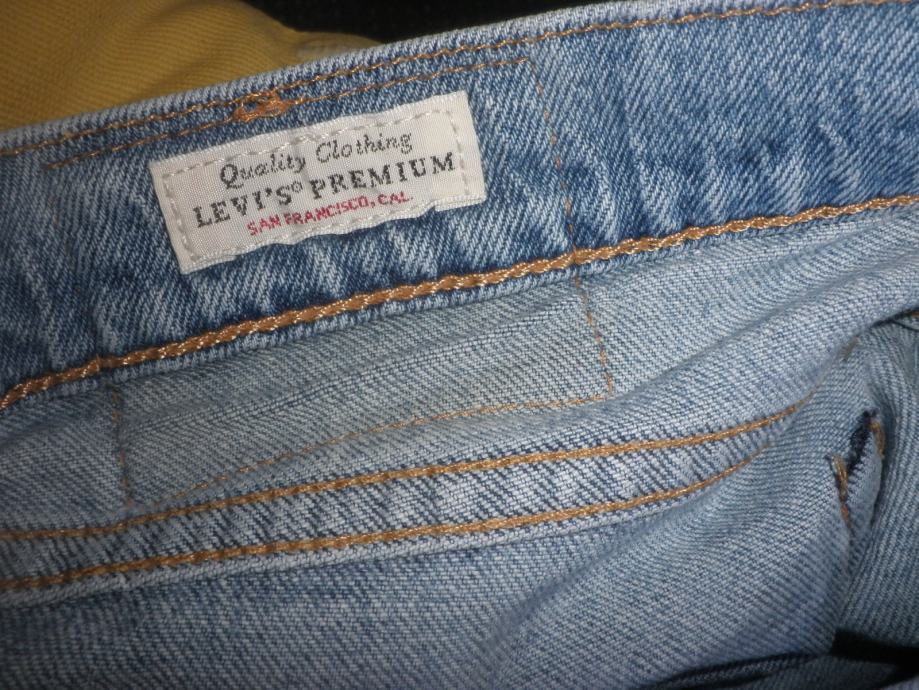 Quality Clothing
LEVI'S® PREMIUM
SAN FRANCISCO, CAL.